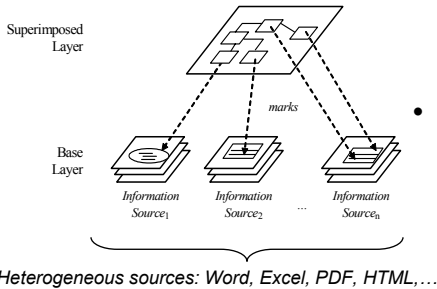 Superimposed
Layer
marks
•
Base
Layer
Information
Source1
Information
Source2
...
Information
Sourcen
Heterogeneous sources: Word, Excel, PDF, HTML,…